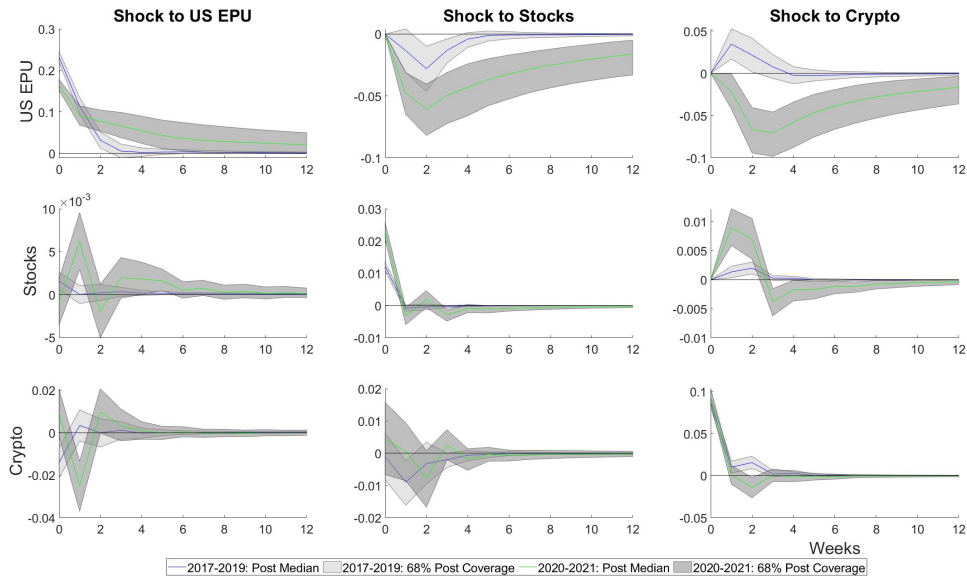 Shock to US EPU
Shock to Stocks
Shock to Crypto
US EPU
0.3
0.2
0.1
0
0 2 4 6 8 10 12
0
-0.05
-0.1
0 2 4 6 8 10 12
0.05
0
-0.05
-0.1
0 2 4 6 8 10 12
Stocks
×10⁻³
10
5
0
-5
0 2 4 6 8 10 12
0.03
0.02
0.01
0
-0.01
0 2 4 6 8 10 12
0.01
0.005
0
-0.005
-0.01
0 2 4 6 8 10 12
Crypto
0.02
0
-0.02
-0.04
0 2 4 6 8 10 12
0.02
0.01
0
-0.01
0.02
0 2 4 6 8 10 12
0.1
0.05
0
-0.05
0 2 4 6 8 10 12
Weeks
2017-2019: Post Median 2017-2019: 68% Post Coverage 2020-2021: Post Median 2020-2021: 68% Post Coverage